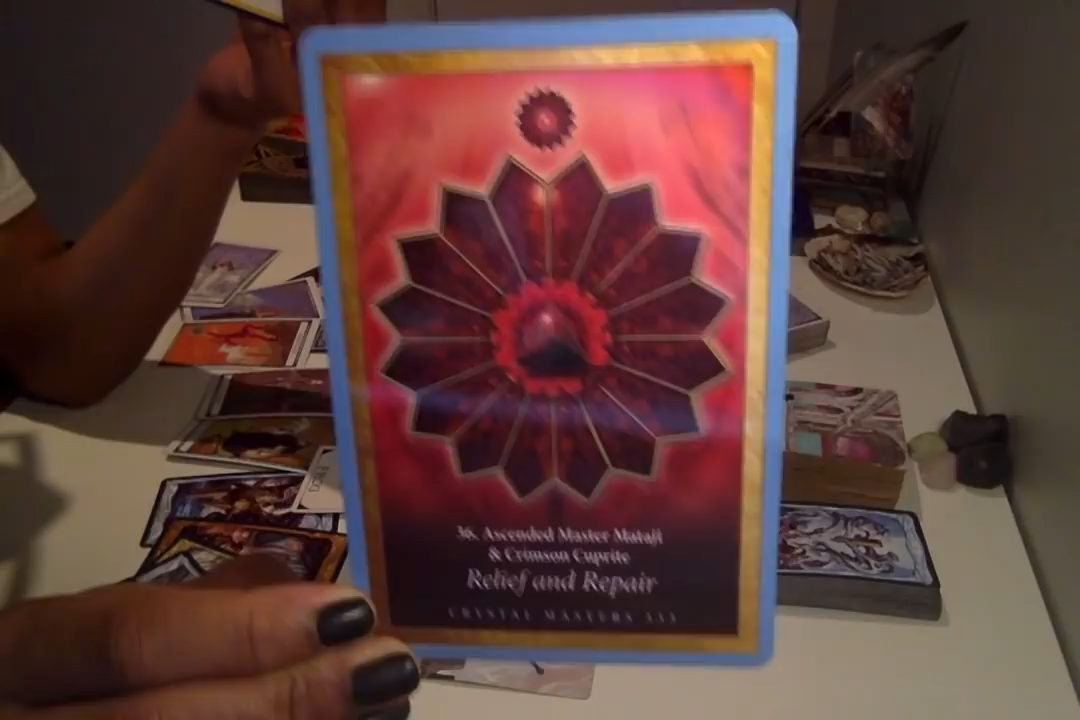 36. Ascended Master Mataji
& Crimson Cuprite
Relief and Repair
CRYSTAL MASTERS 333